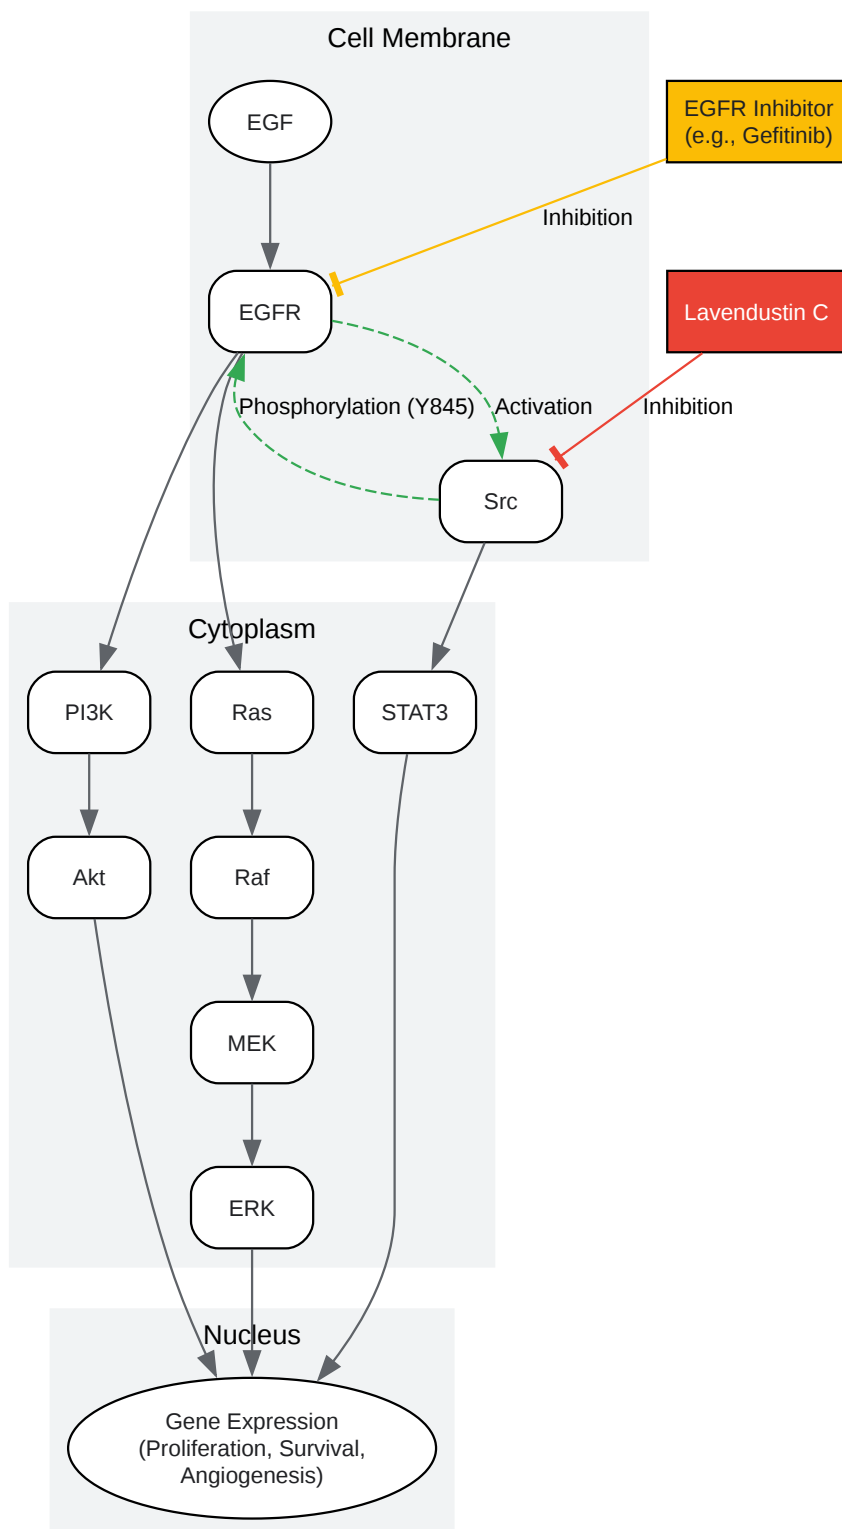 Cell Membrane
EGF
EGFR Inhibitor
(e.g., Gefitinib)
Inhibition
EGFR
Lavendustin C
Phosphorylation (Y845)
Activation
Inhibition
Src
Cytoplasm
PI3K
Ras
STAT3
Akt
Raf
MEK
ERK
Nucleus
Gene Expression
(Proliferation, Survival,
Angiogenesis)